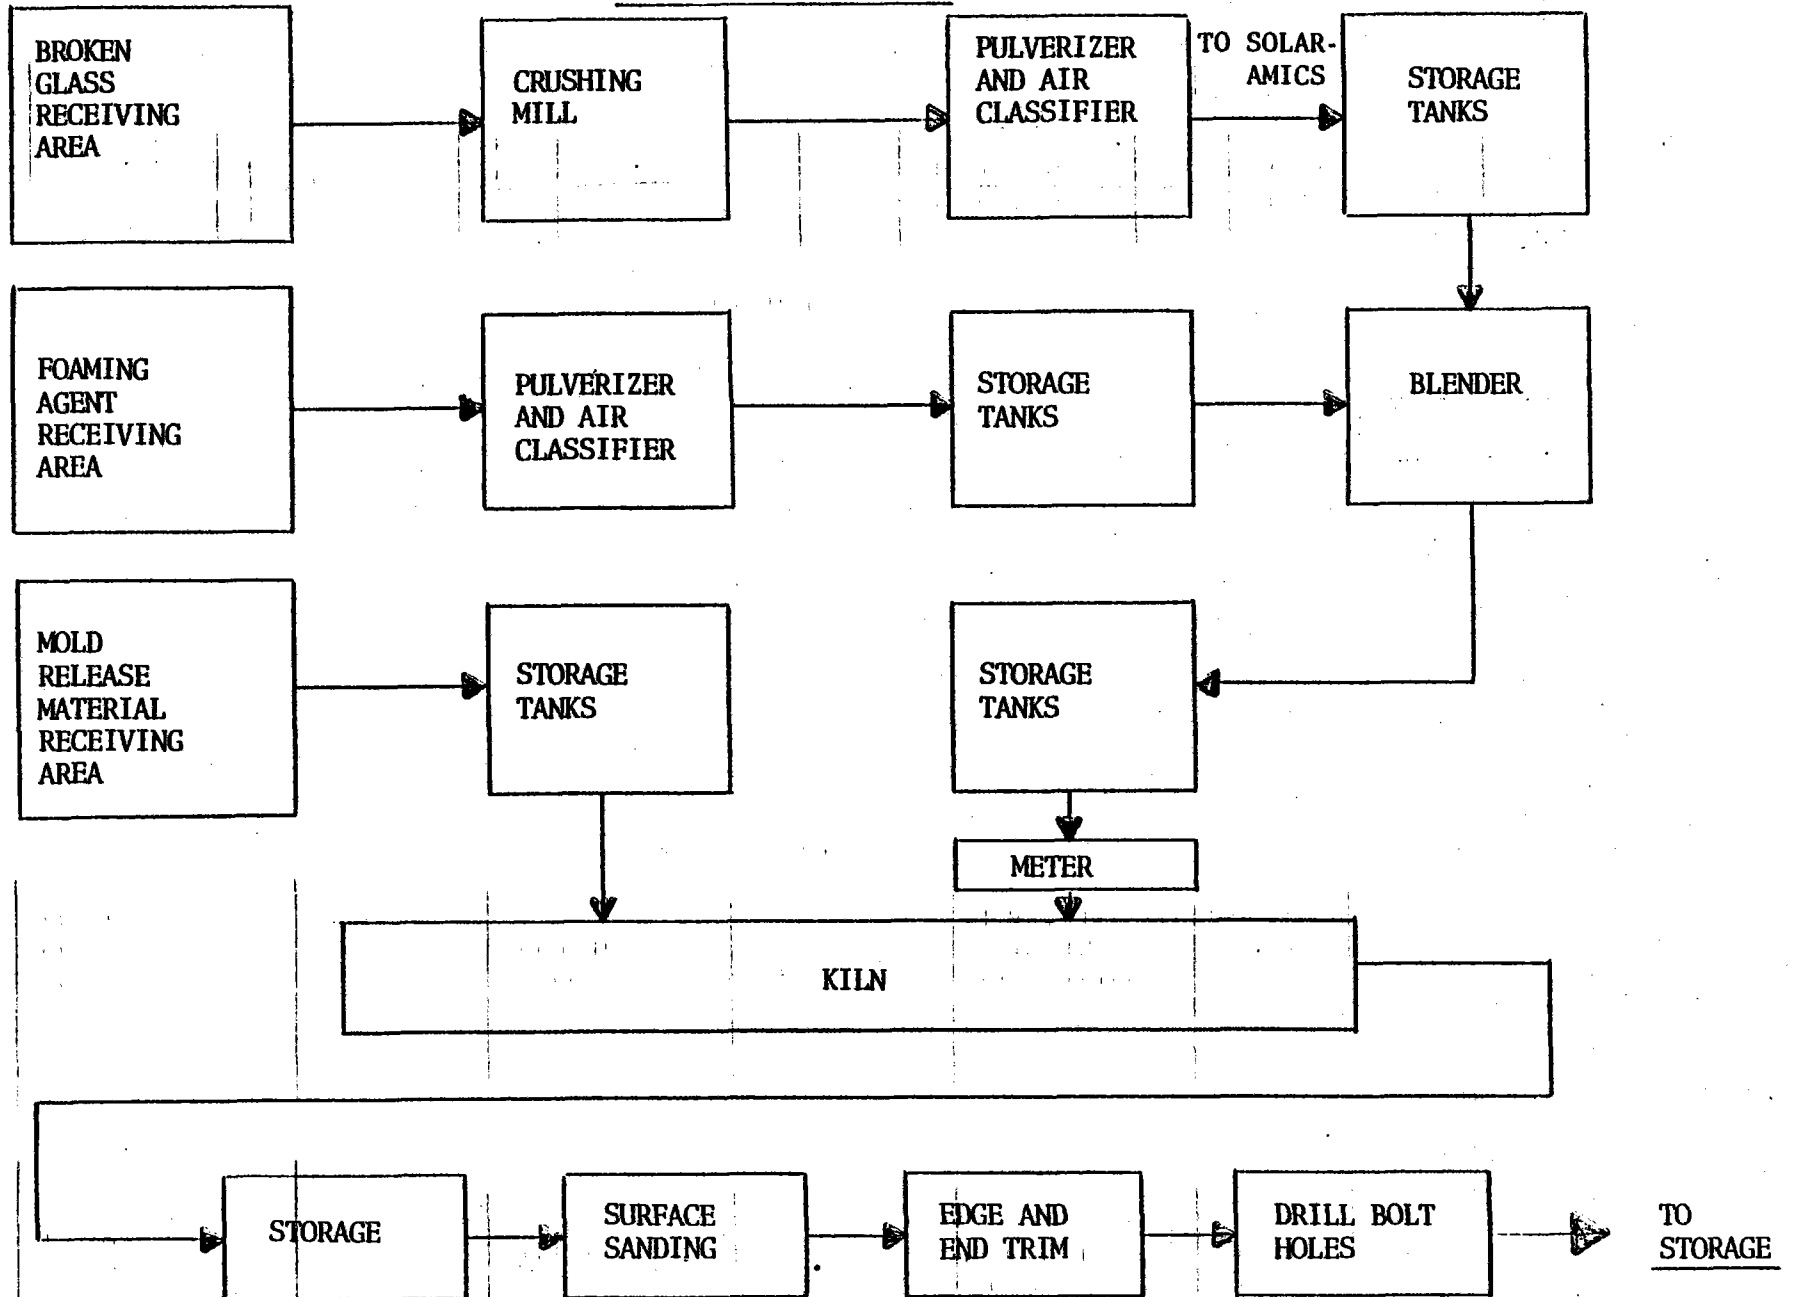 BROKEN
GLASS
RECEIVING
AREA
CRUSHING
MILL
PULVERIZER
AND AIR
CLASSIFIER
TO SOLAR-
AMICS
STORAGE
TANKS
FOAMING
AGENT
RECEIVING
AREA
PULVERIZER
AND AIR
CLASSIFIER
STORAGE
TANKS
BLENDER
MOLD
RELEASE
MATERIAL
RECEIVING
AREA
STORAGE
TANKS
STORAGE
TANKS
METER
KILN
STORAGE
SURFACE
SANDING
EDGE AND
END TRIM
DRILL BOLT
HOLES
TO
STORAGE